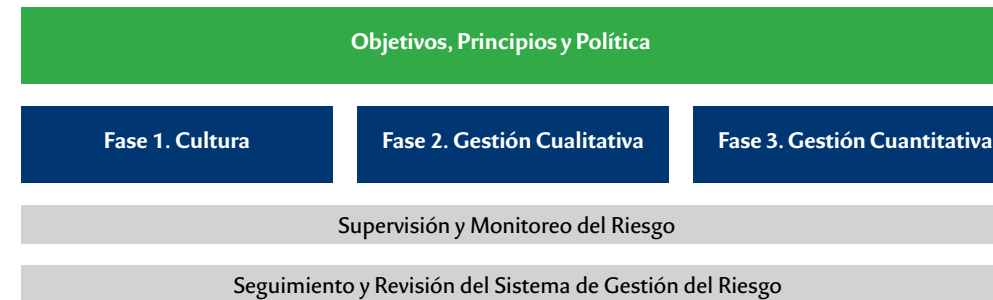 Objetivos, Principios y Política
Fase 1. Cultura
Fase 2. Gestión Cualitativa
Fase 3. Gestión Cuantitativa
Supervisión y Monitoreo del Riesgo
Seguimiento y Revisión del Sistema de Gestión del Riesgo